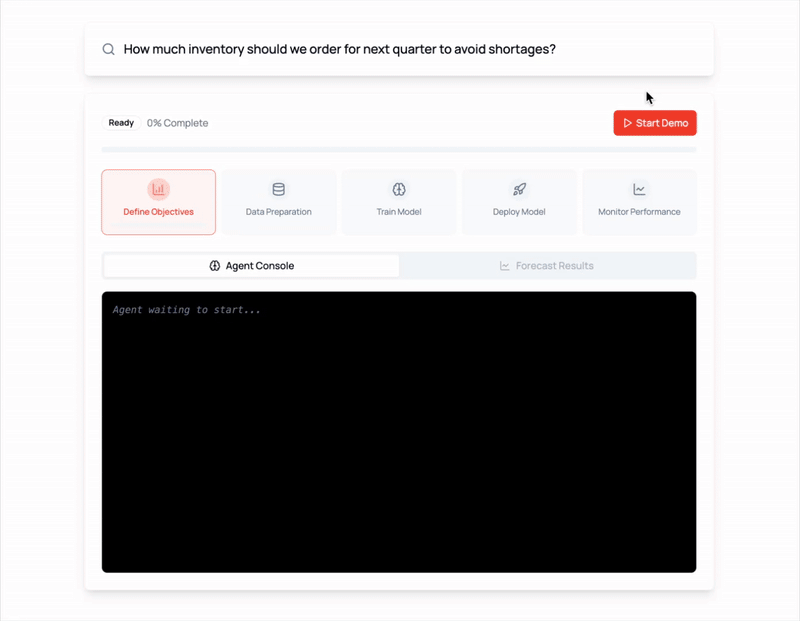 How much inventory should we order for next quarter to avoid shortages?
Ready 0% Complete
Start Demo
Define Objectives
Data Preparation
Train Model
Deploy Model
Monitor Performance
Agent Console
Forecast Results
Agent waiting to start...